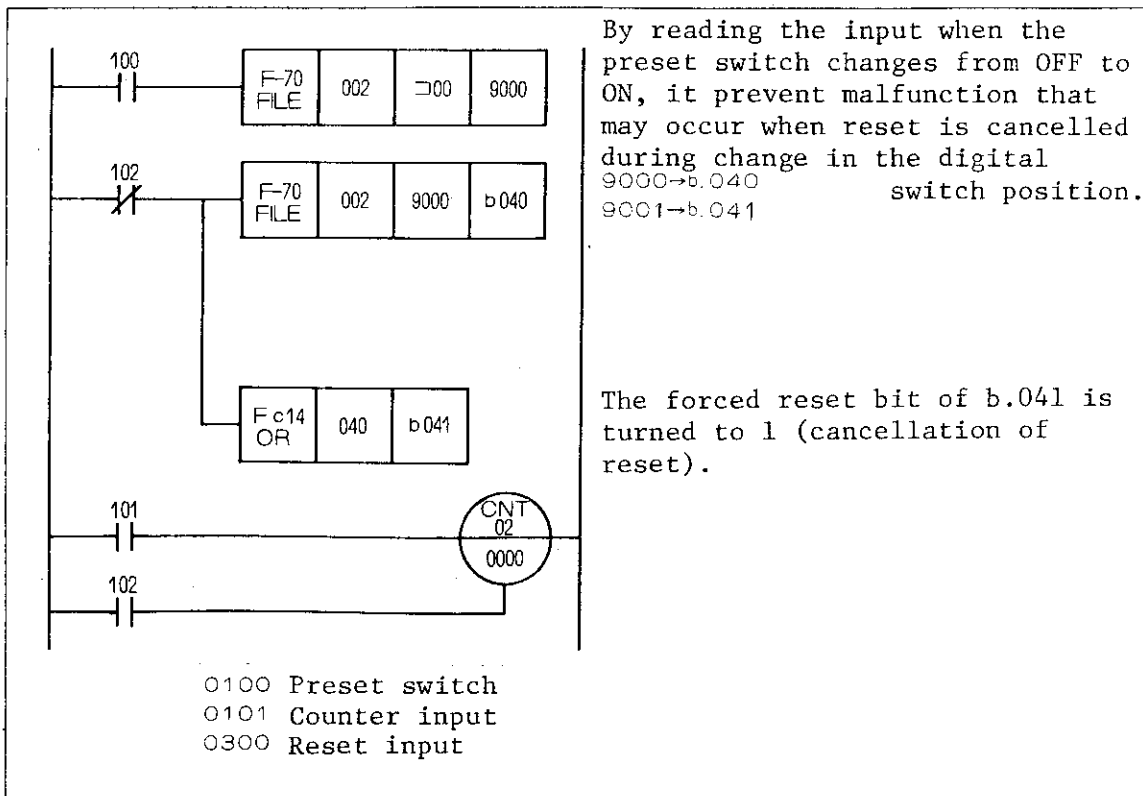 By reading the input when the
preset switch changes from OFF to
ON, it prevent malfunction that
may occur when reset is cancelled
during change in the digital
9000→b.040 switch position.
9001→b.041
100
F-70 FILE 002 コ00 9000
102
F-70 FILE 002 9000 b040
F c14 OR 040 b041
The forced reset bit of b.041 is
turned to 1 (cancellation of
reset).
101
CNT
02
0000
102
0100 Preset switch
0101 Counter input
0300 Reset input